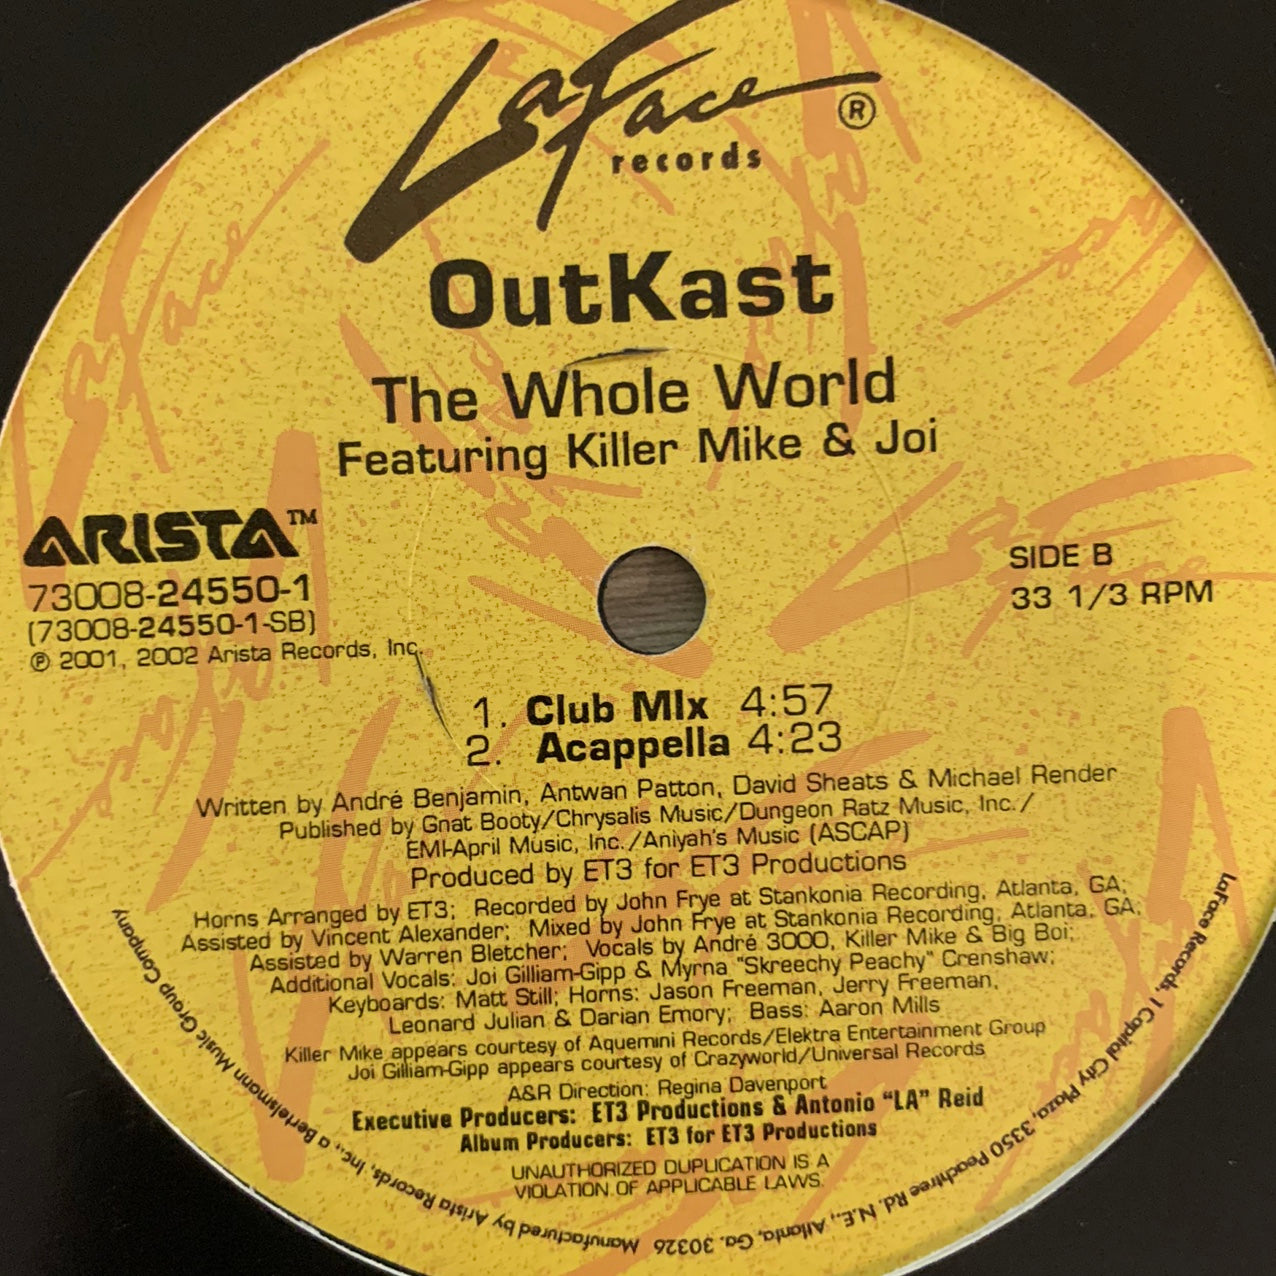 LaFace ®
records
OutKast
The Whole World
Featuring Killer Mike & Joi
ARISTA™
73008-24550-1
(73008-24550-1-SB)
℗ 2001, 2002 Arista Records, Inc.
SIDE B
33 1/3 RPM
1. Club MIx 4:57
2. Acappella 4:23
Written by André Benjamin, Antwan Patton, David Sheats & Michael Render
Published by Gnat Booty/Chrysalis Music/Dungeon Ratz Music, Inc./
EMI-April Music, Inc./Aniyah's Music (ASCAP)
Produced by ET3 for ET3 Productions
Horns Arranged by ET3; Recorded by John Frye at Stankonia Recording, Atlanta, GA;
Assisted by Vincent Alexander; Mixed by John Frye at Stankonia Recording, Atlanta, GA;
Assisted by Warren Bletcher; Vocals by André 3000, Killer Mike & Big Boi;
Additional Vocals: Joi Gilliam-Gipp & Myrna "Skreechy Peachy" Crenshaw;
Keyboards: Matt Still; Horns: Jason Freeman, Jerry Freeman,
Leonard Julian & Darian Emory; Bass: Aaron Mills
Killer Mike appears courtesy of Aquemini Records/Elektra Entertainment Group
Joi Gilliam-Gipp appears courtesy of Crazyworld/Universal Records
A&R Direction: Regina Davenport
Executive Producers: ET3 Productions & Antonio "LA" Reid
Album Producers: ET3 for ET3 Productions
UNAUTHORIZED DUPLICATION IS A
VIOLATION OF APPLICABLE LAWS.
LaFace Records, 1 Capital City Plaza, 3350 Peachtree Rd. N.E., Atlanta, Ga. 30326 Manufactured by Arista Records, Inc., a Bertelsmann Music Group Company